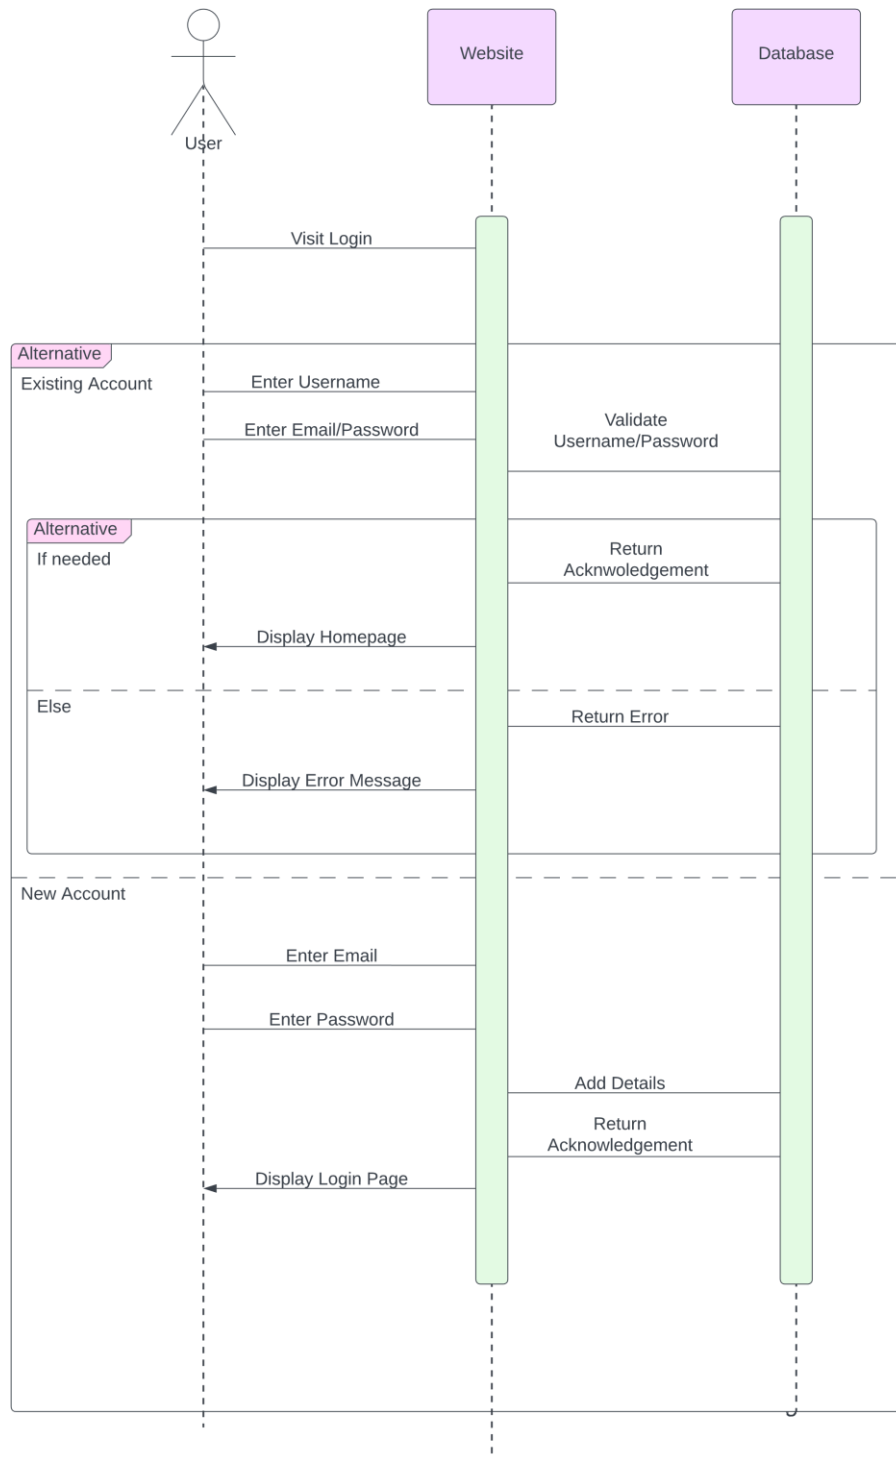 User
Website
Database
Visit Login
Alternative
Existing Account
Enter Username
Enter Email/Password
Validate
Username/Password
Alternative
If needed
Return
Acknwoledgement
Display Homepage
Else
Return Error
Display Error Message
New Account
Enter Email
Enter Password
Add Details
Return
Acknowledgement
Display Login Page